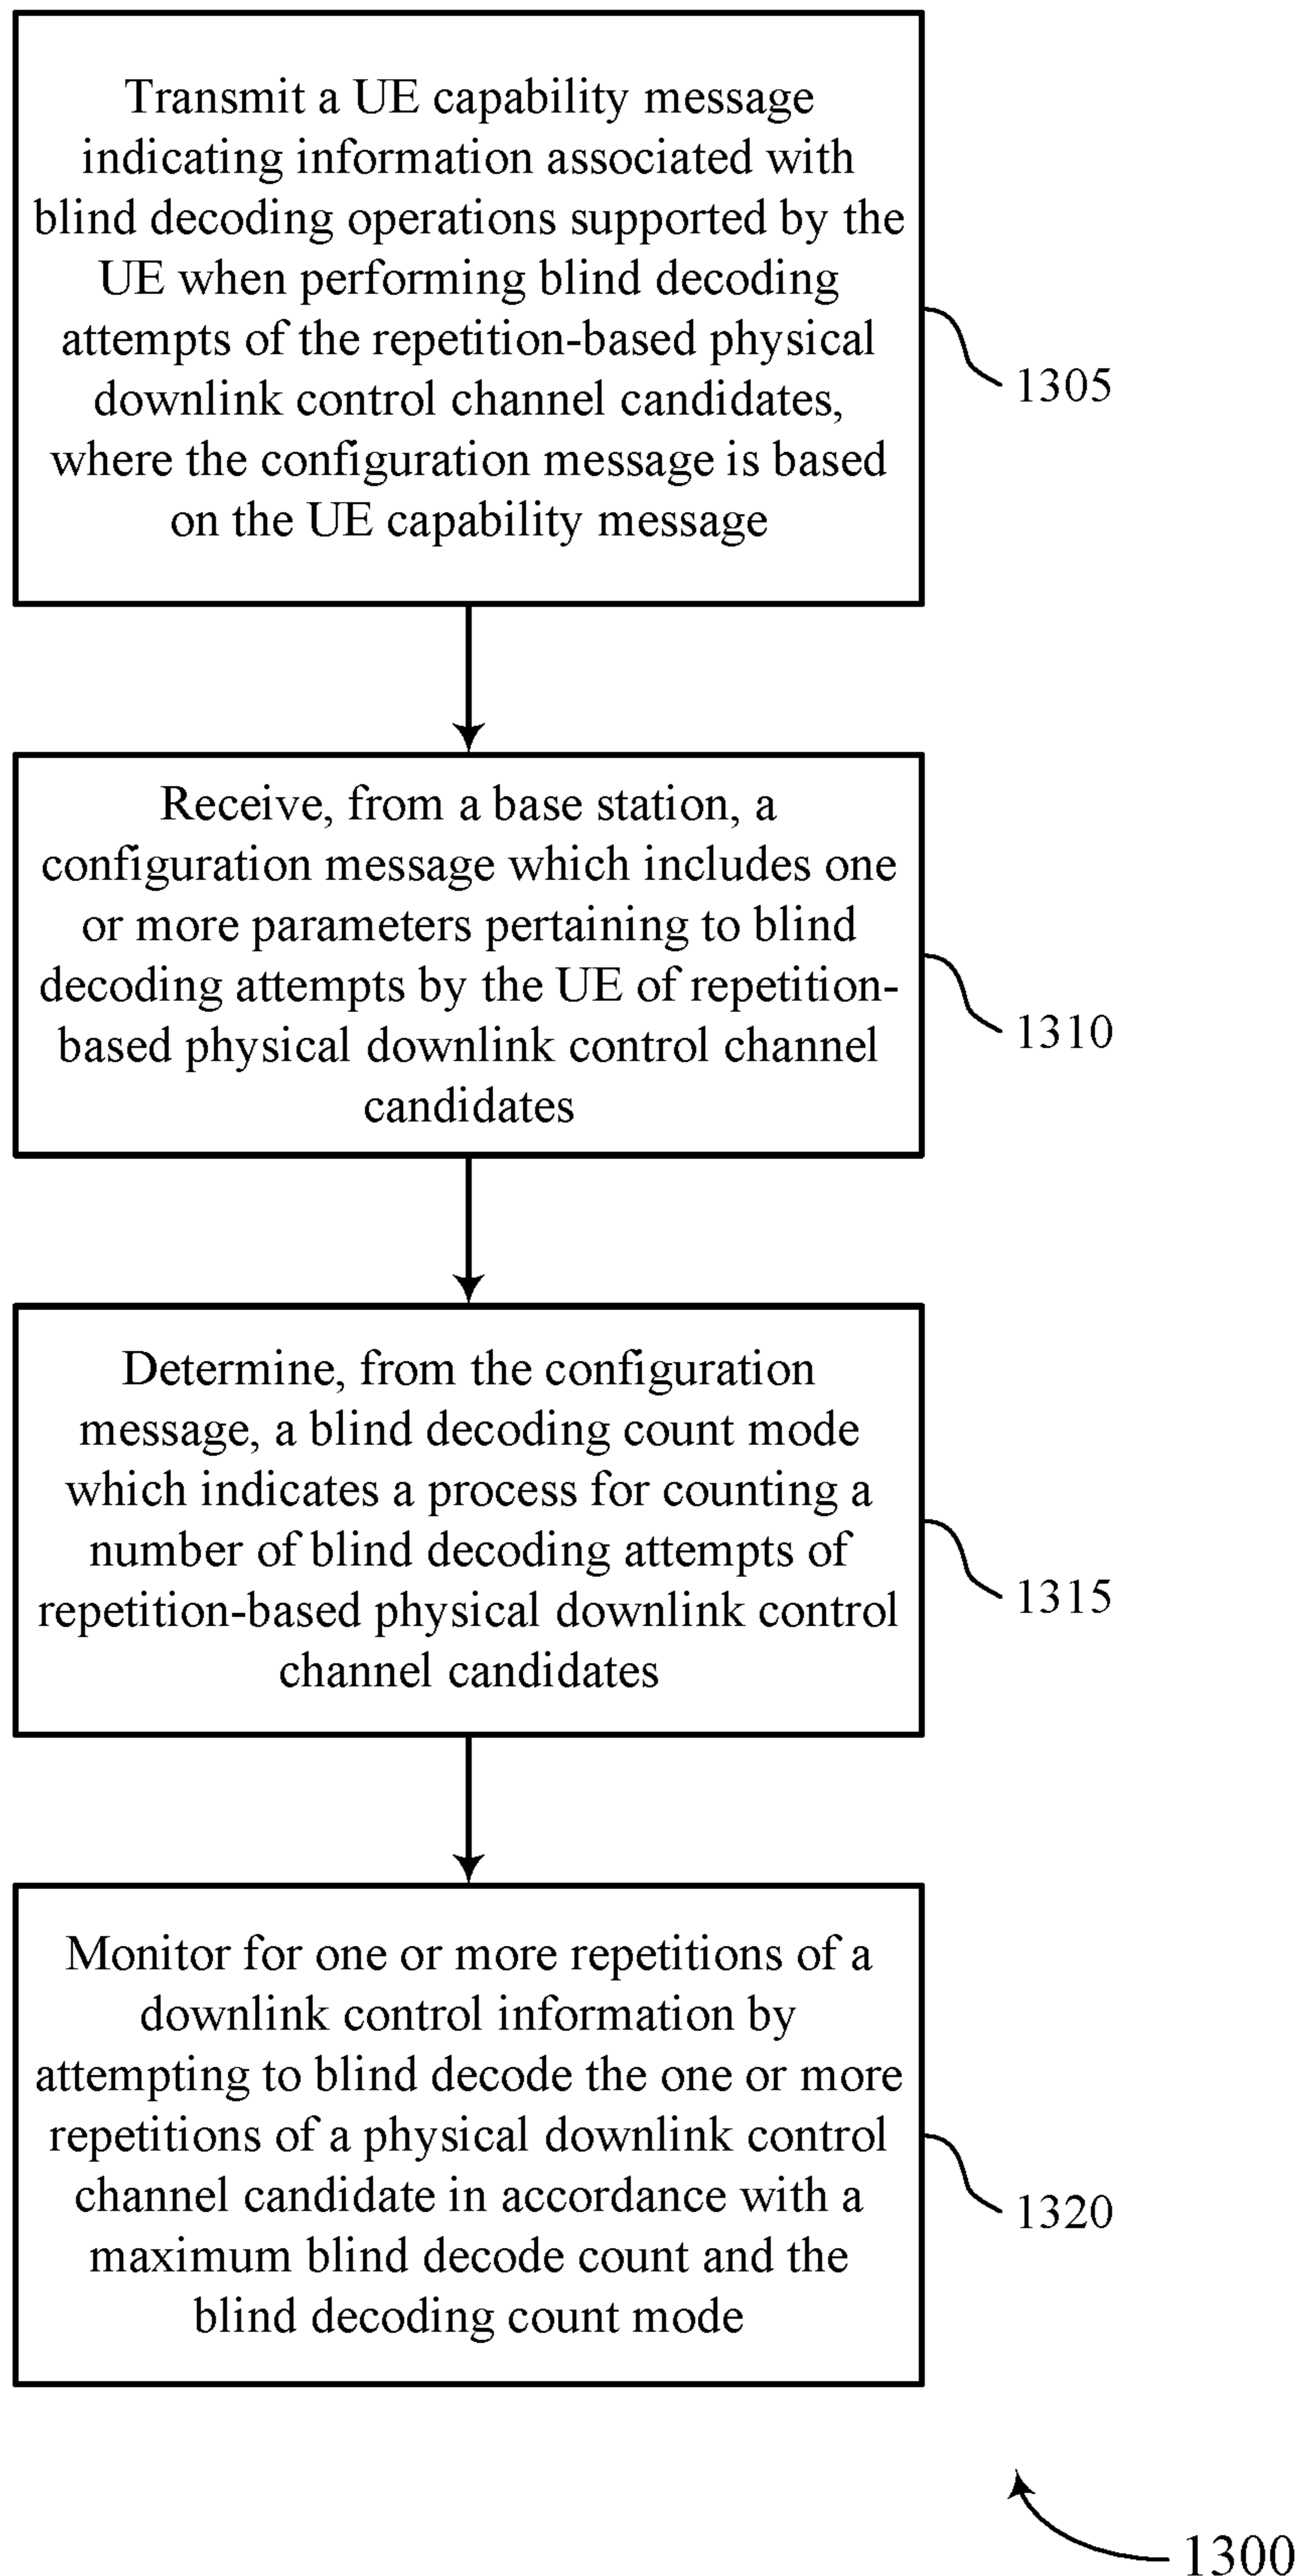 Transmit a UE capability message
indicating information associated with
blind decoding operations supported by the
UE when performing blind decoding
attempts of the repetition-based physical
downlink control channel candidates,
where the configuration message is based
on the UE capability message
1305
Receive, from a base station, a
configuration message which includes one
or more parameters pertaining to blind
decoding attempts by the UE of repetition-
based physical downlink control channel
candidates
1310
Determine, from the configuration
message, a blind decoding count mode
which indicates a process for counting a
number of blind decoding attempts of
repetition-based physical downlink control
channel candidates
1315
Monitor for one or more repetitions of a
downlink control information by
attempting to blind decode the one or more
repetitions of a physical downlink control
channel candidate in accordance with a
maximum blind decode count and the
blind decoding count mode
1320
1300